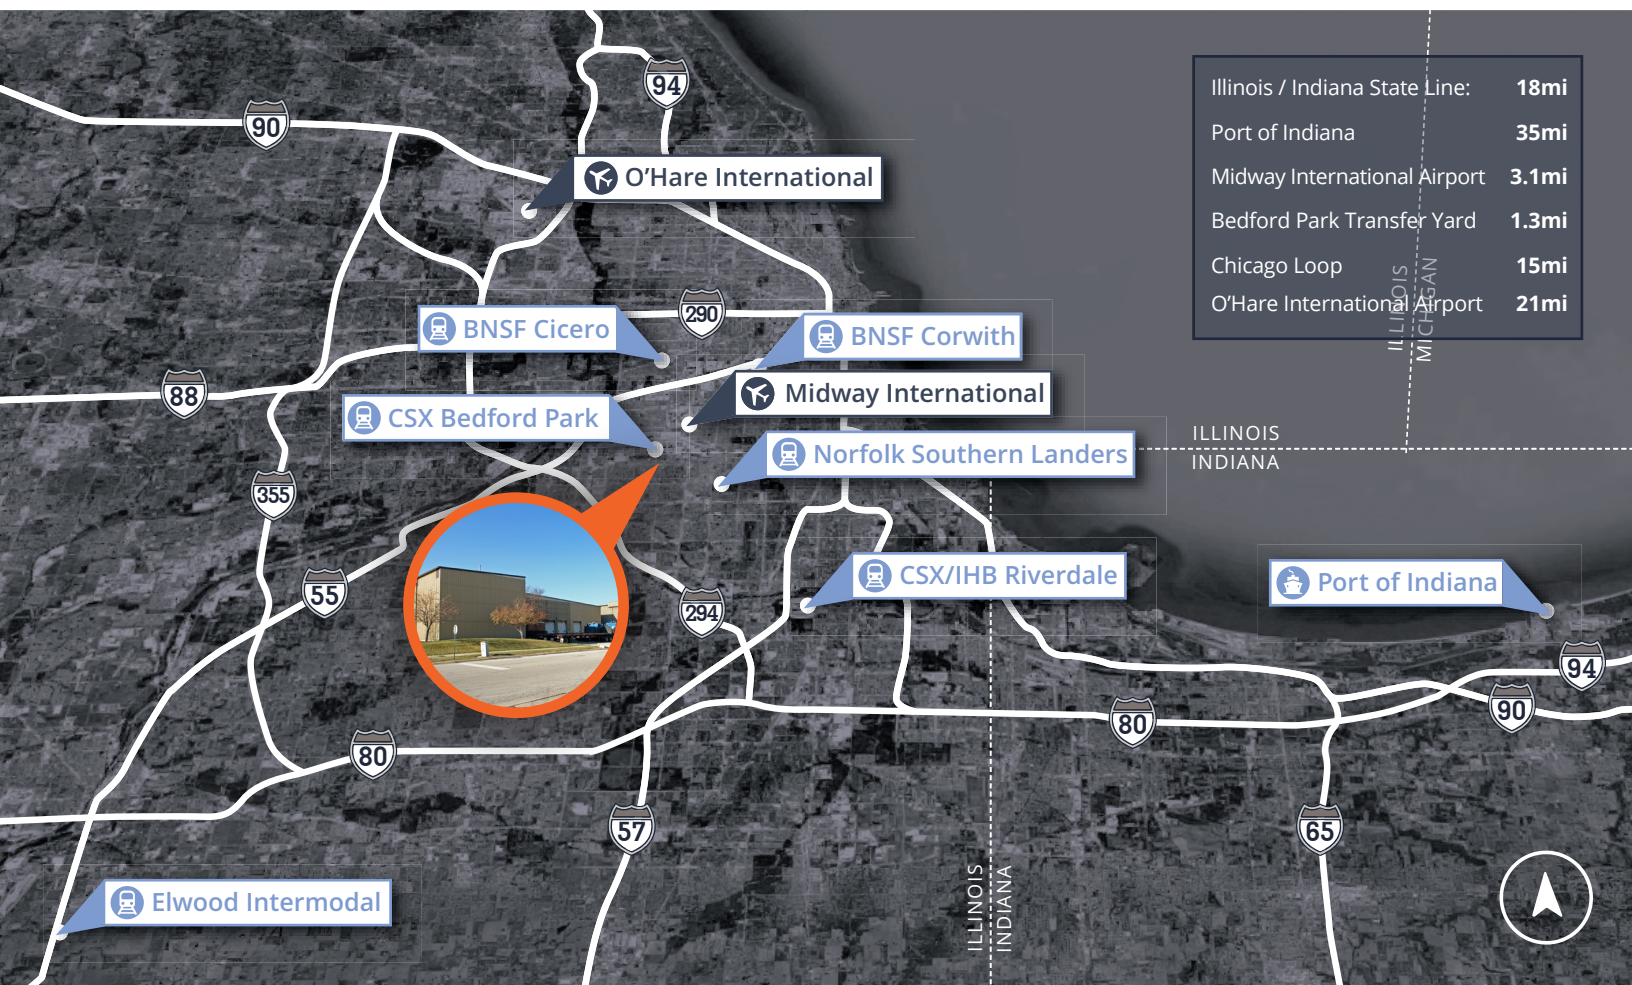 94
90
O'Hare International
Illinois / Indiana State Line: 18mi
Port of Indiana 35mi
Midway International Airport 3.1mi
Bedford Park Transfer Yard 1.3mi
Chicago Loop 15mi
O'Hare International Airport 21mi
ILLINOIS
MICHIGAN
290
BNSF Cicero
BNSF Corwith
88
Midway International
CSX Bedford Park
ILLINOIS
INDIANA
Norfolk Southern Landers
355
55
CSX/IHB Riverdale
Port of Indiana
294
94
90
80
80
57
65
Elwood Intermodal
ILLINOIS
INDIANA